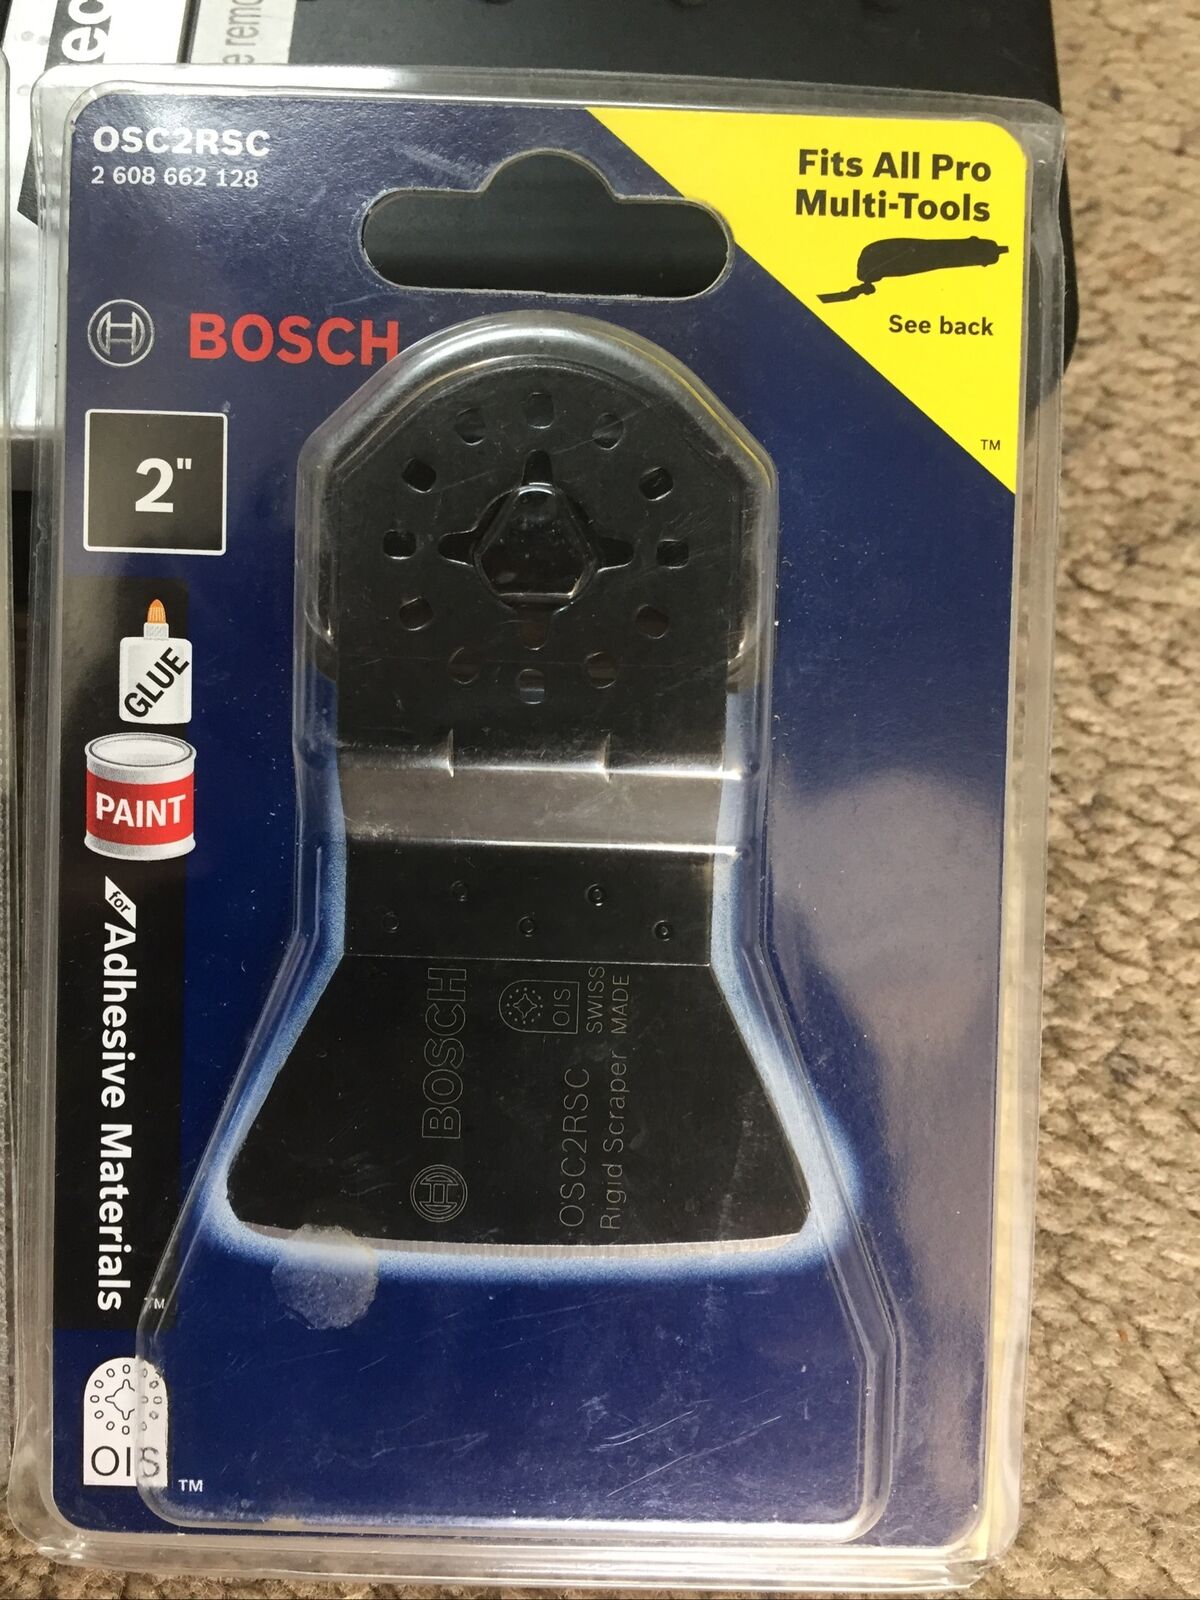 OSC2RSC
2 608 662 128
Fits All Pro
Multi-Tools
See back
TM
BOSCH
2"
GLUE
PAINT
for Adhesive Materials
TM
OIS
TM
BOSCH
OIS
SWISS
MADE
OSC2RSC
Rigid Scraper